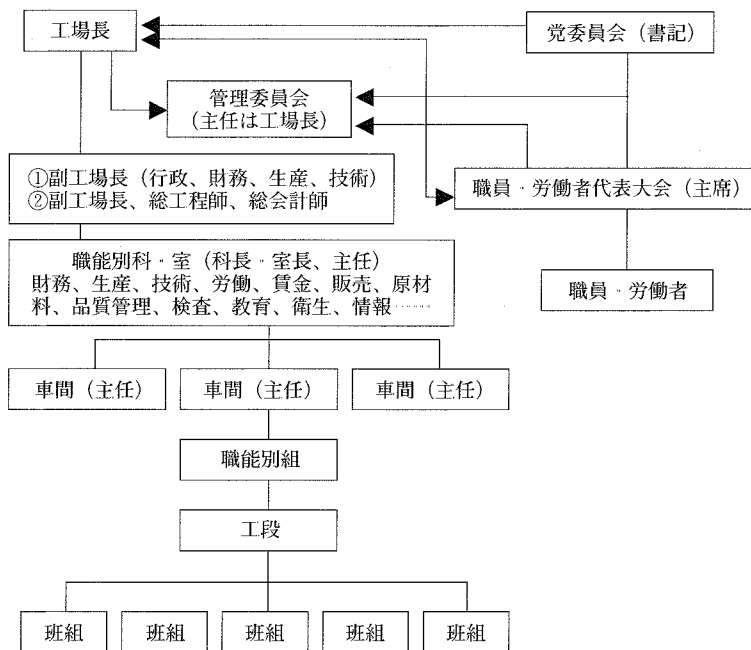 工場長
党委員会（書記）
管理委員会
（主任は工場長）
①副工場長（行政、財務、生産、技術）
②副工場長、総工程師、総会計師
職員・労働者代表大会（主席）
職能別科・室（科長・室長、主任）
財務、生産、技術、労働、賃金、販売、原材
料、品質管理、検査、教育、衛生、情報……
職員・労働者
車間（主任）
車間（主任）
車間（主任）
職能別組
工段
班組
班組
班組
班組
班組